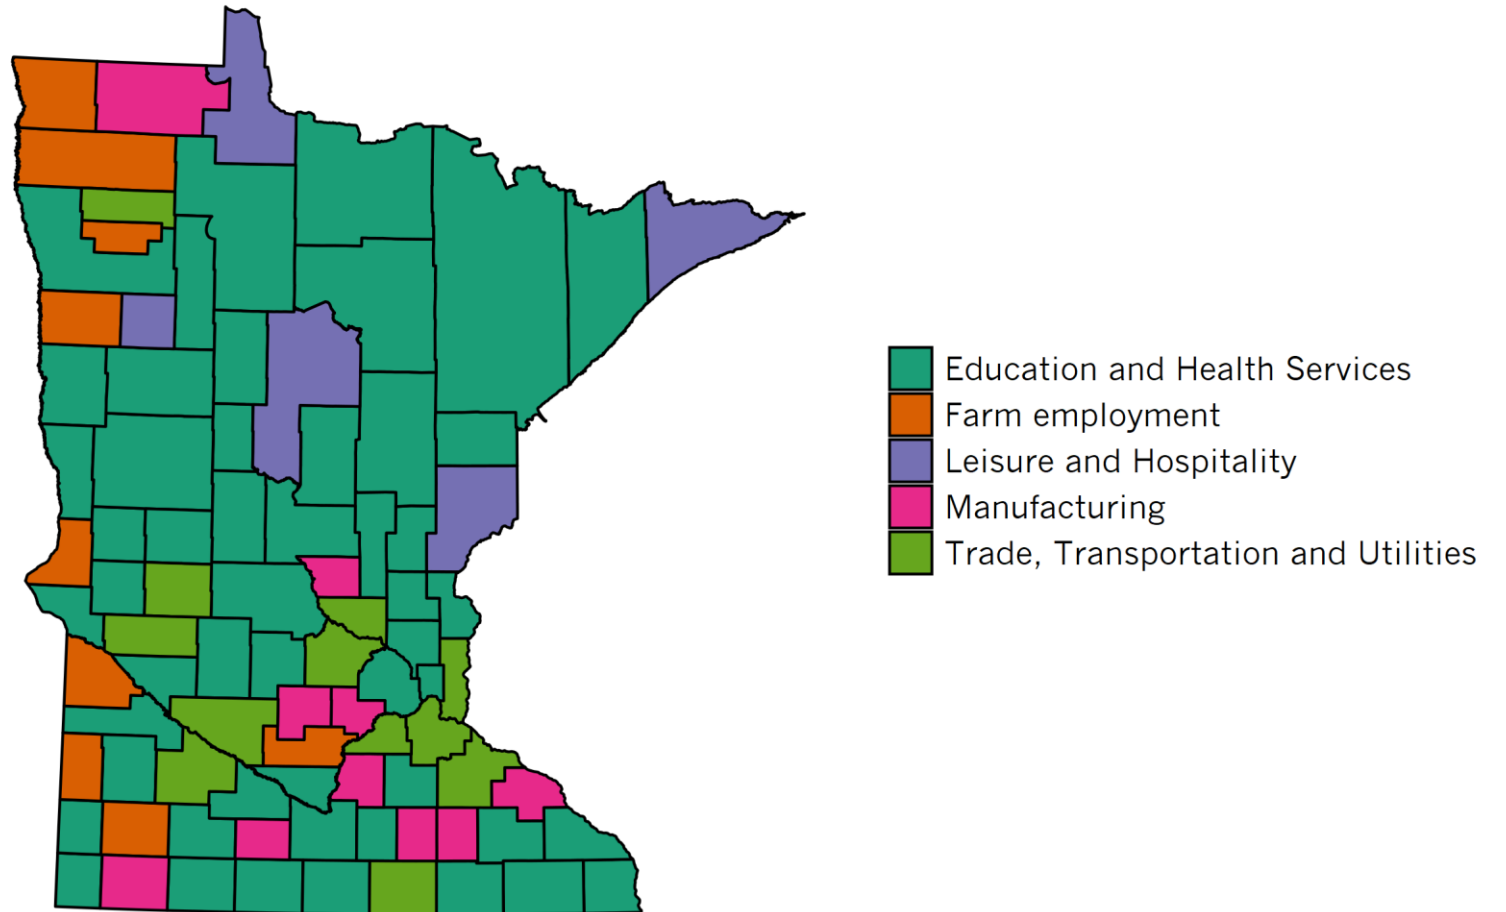 Education and Health Services
Farm employment
Leisure and Hospitality
Manufacturing
Trade, Transportation and Utilities